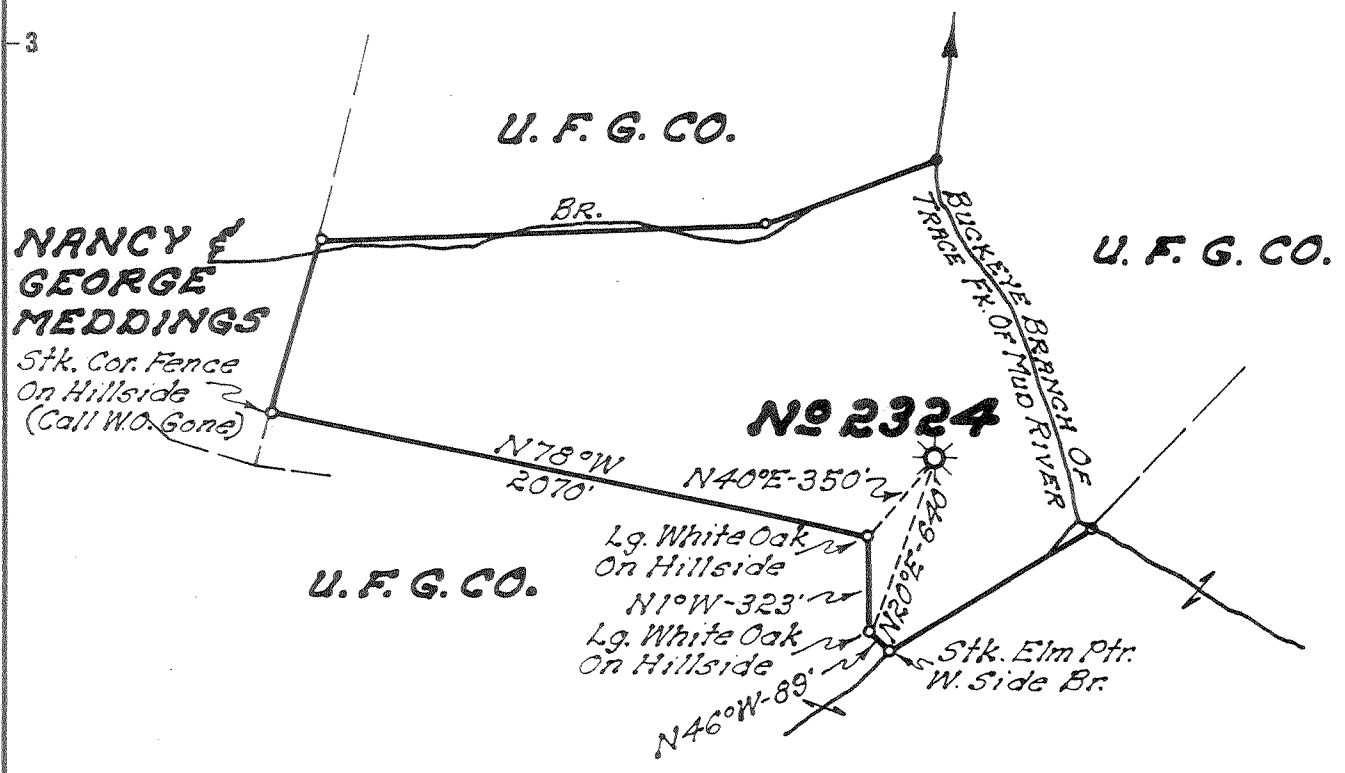 3
U. F. G. CO.
BR.
NANCY &
GEORGE
MEDDINGS
BUCKEYE BRANCH OF
TRACE FK. OF MUD RIVER
U. F. G. CO.
Stk. Cor. Fence
On Hillside
(Call W.O. Gone)
No 2324
N78°W
2070'
N40°E-350'
N20°E-640'
Lg. White Oak
On Hillside
U. F. G. CO.
N1°W-323'
Lg. White Oak
On Hillside
Stk. Elm Ptr.
W. Side Br.
N46°W-89'